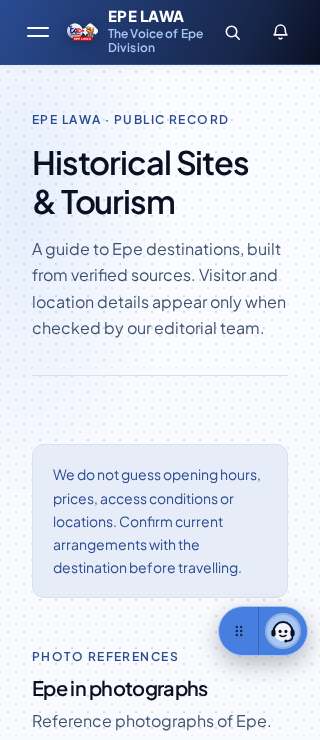 EPE LAWA
The Voice of Epe
Division
EPE LAWA · PUBLIC RECORD
Historical Sites
& Tourism
A guide to Epe destinations, built
from verified sources. Visitor and
location details appear only when
checked by our editorial team.
We do not guess opening hours,
prices, access conditions or
locations. Confirm current
arrangements with the
destination before travelling.
PHOTO REFERENCES
Epe in photographs
Reference photographs of Epe.